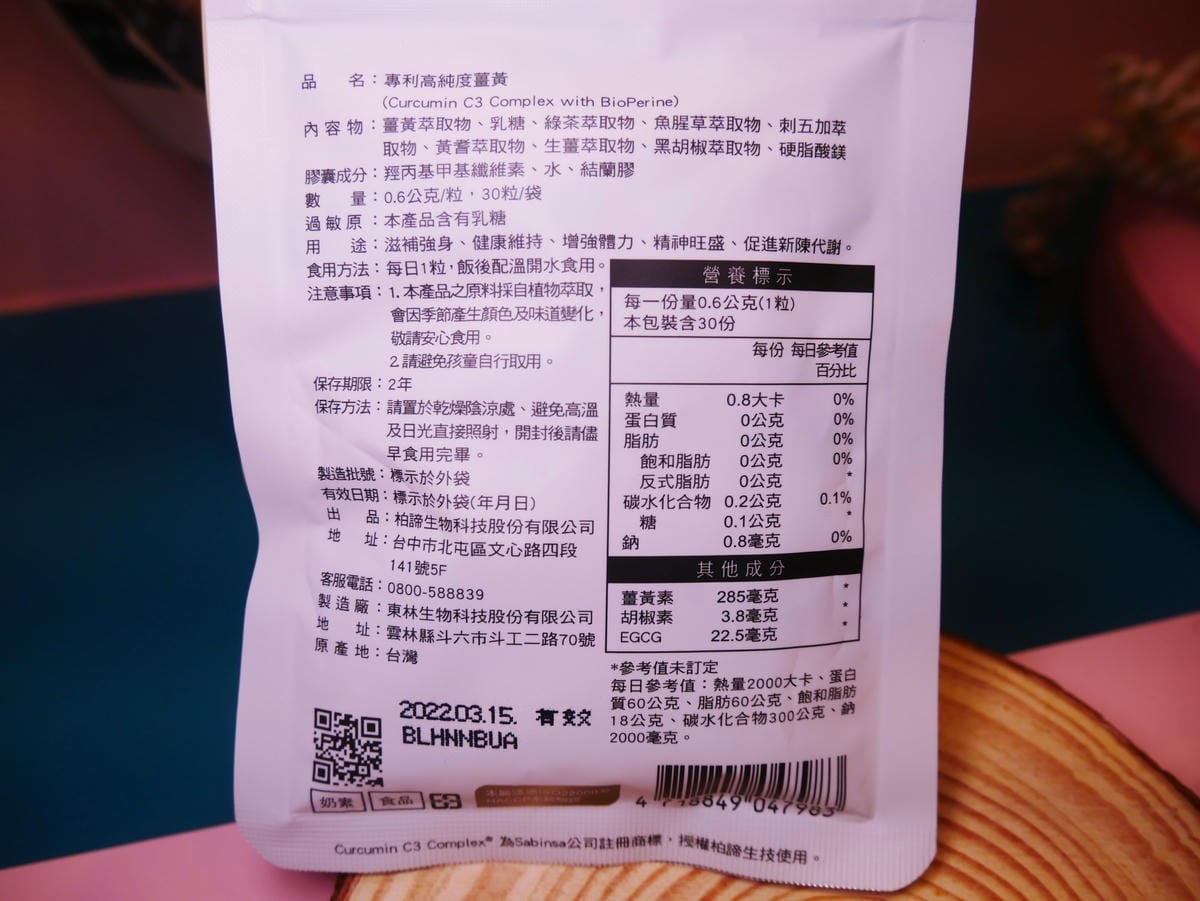 品名：專利高純度薑黃
(Curcumin C3 Complex with BioPerine)
內容物：薑黃萃取物、乳糖、綠茶萃取物、魚腥草萃取物、刺五加萃
取物、黃耆萃取物、生薑萃取物、黑胡椒萃取物、硬脂酸鎂
膠囊成分：羥丙基甲基纖維素、水、結蘭膠
數量：0.6公克/粒，30粒/袋
過敏原：本產品含有乳糖
用途：滋補強身、健康維持、增強體力、精神旺盛、促進新陳代謝。
食用方法：每日1粒，飯後配溫開水食用。
注意事項：1.本產品之原料採自植物萃取，
會因季節產生顏色及味道變化，
敬請安心食用。
2.請避免孩童自行取用。
保存期限：2年
保存方法：請置於乾燥陰涼處、避免高溫
及日光直接照射，開封後請儘
早食用完畢。
製造批號：標示於外袋
有效日期：標示於外袋(年月日)
出品：柏諦生物科技股份有限公司
地址：台中市北屯區文心路四段
141號5F
客服電話：0800-588839
製造廠：東林生物科技股份有限公司
地址：雲林縣斗六市斗工二路70號
原產地：台灣
營養標示
每一份量0.6公克(1粒)
本包裝含30份
每份 每日參考值
百分比
熱量 0.8大卡 0%
蛋白質 0公克 0%
脂肪 0公克 0%
飽和脂肪 0公克 0%
反式脂肪 0公克 *
碳水化合物 0.2公克 0.1%
糖 0.1公克 *
鈉 0.8毫克 0%
其他成分
薑黃素 285毫克 *
胡椒素 3.8毫克 *
EGCG 22.5毫克 *
*參考值未訂定
每日參考值：熱量2000大卡、蛋白
質60公克、脂肪60公克、飽和脂肪
18公克、碳水化合物300公克、鈉
2000毫克。
2022.03.15. 有效
BLHNNBUA
奶素 食品
4 718849 047983
Curcumin C3 Complex® 為Sabinsa公司註冊商標，授權柏諦生技使用。